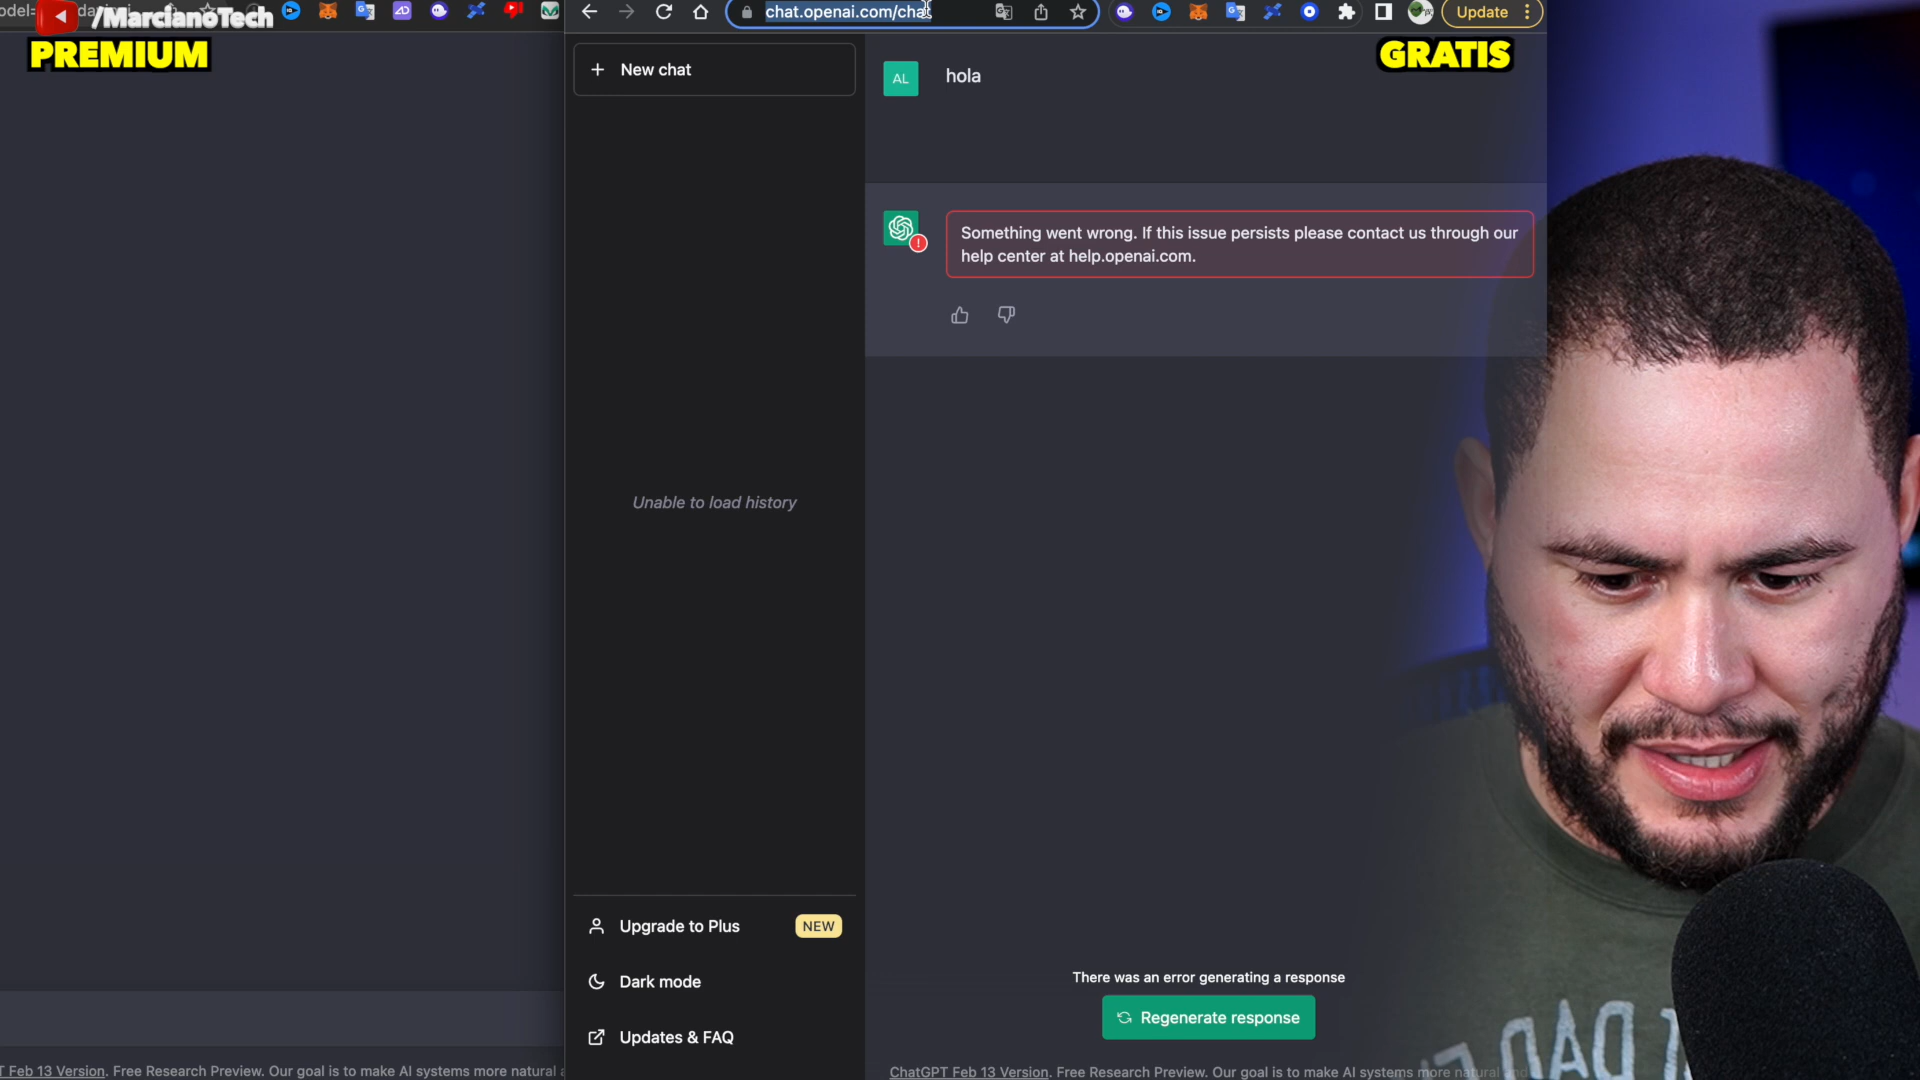 /MarcianoTech
PREMIUM
chat.openai.com/cha
Update
GRATIS
New chat
AL
hola
Something went wrong. If this issue persists please contact us through our
help center at help.openai.com.
Unable to load history
Upgrade to Plus
NEW
Dark mode
Updates & FAQ
There was an error generating a response
Regenerate response
T Feb 13 Version. Free Research Preview. Our goal is to make AI systems more natural a
ChatGPT Feb 13 Version. Free Research Preview. Our goal is to make AI systems more natural and
DAD